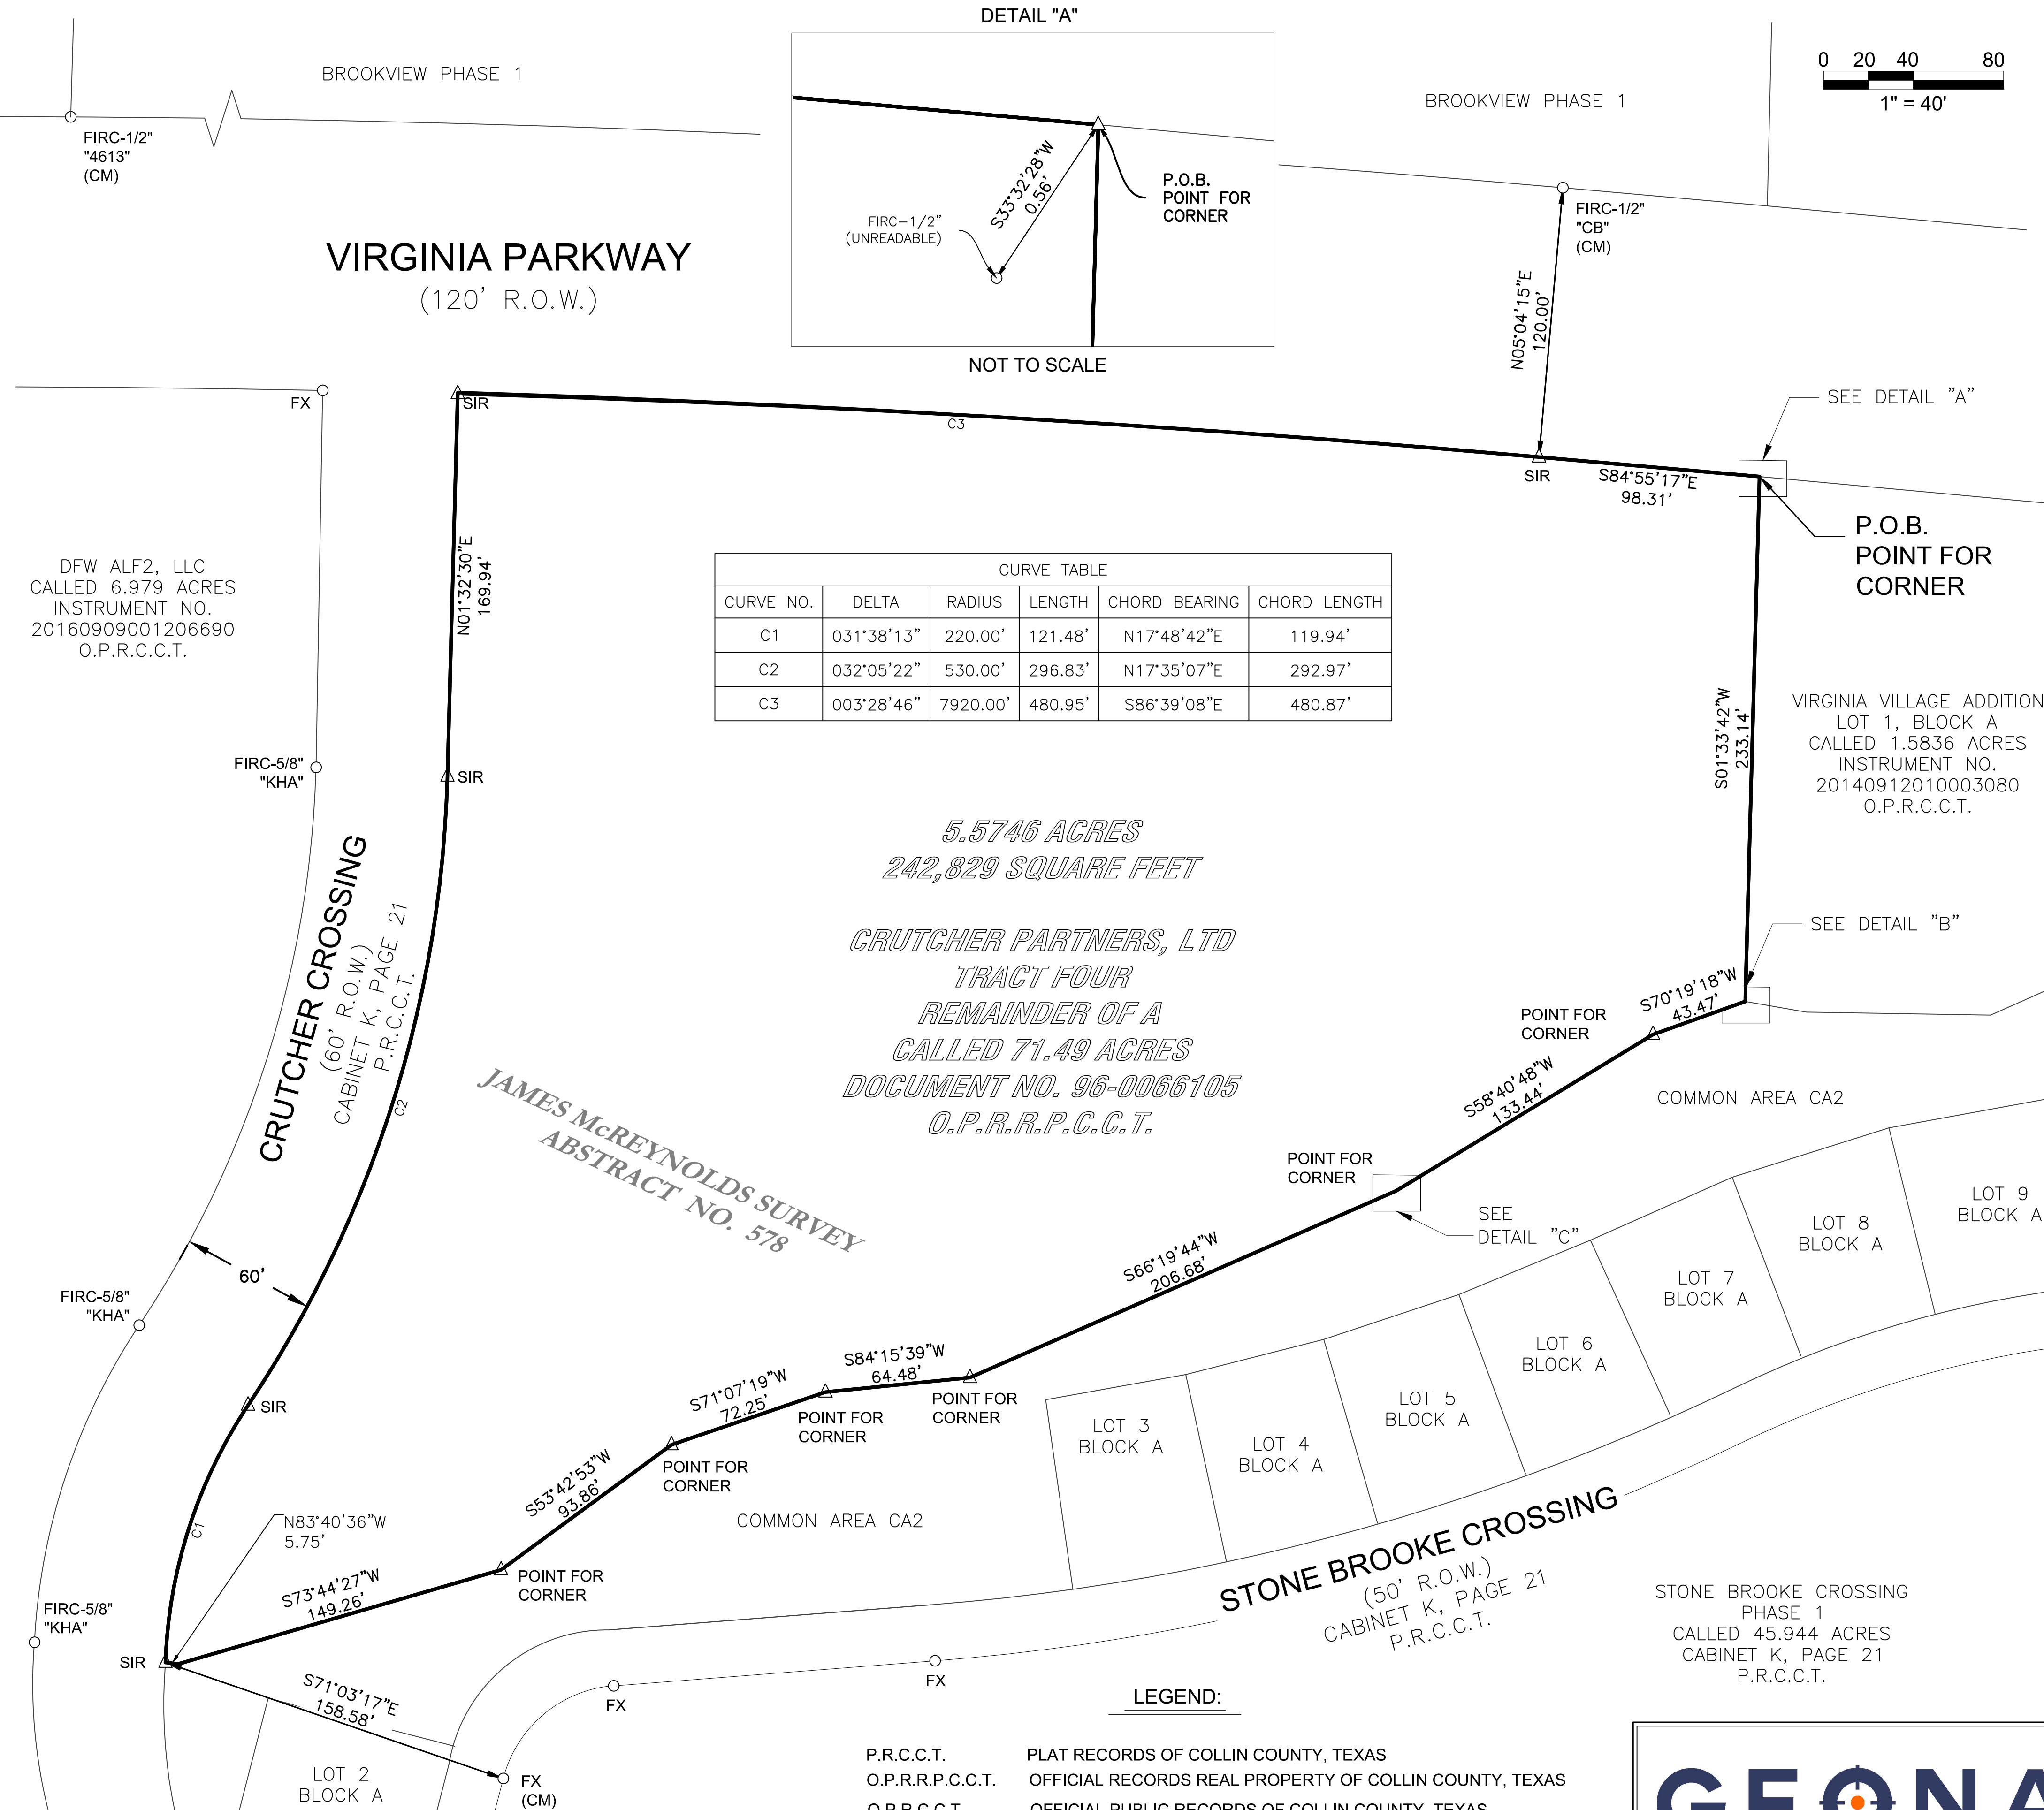 DETAIL "A"
BROOKVIEW PHASE 1
FIRC-1/2"
"4613"
(CM)
VIRGINIA PARKWAY
(120' R.O.W.)
S33°32'28"W
0.56'
FIRC-1/2"
(UNREADABLE)
P.O.B.
POINT FOR
CORNER
NOT TO SCALE
BROOKVIEW PHASE 1
0 20 40 80
1" = 40'
FIRC-1/2"
"CB"
(CM)
N05°04'15"E
120.00'
SEE DETAIL "A"
FX
SIR
C3
SIR
S84°55'17"E
98.31'
P.O.B.
POINT FOR
CORNER
DFW ALF2, LLC
CALLED 6.979 ACRES
INSTRUMENT NO.
20160909001206690
O.P.R.C.C.T.
N01°32'30"E
169.94'
CURVE TABLE
CURVE NO. DELTA RADIUS LENGTH CHORD BEARING CHORD LENGTH
C1 031°38'13" 220.00' 121.48' N17°48'42"E 119.94'
C2 032°05'22" 530.00' 296.83' N17°35'07"E 292.97'
C3 003°28'46" 7920.00' 480.95' S86°39'08"E 480.87'
S01°33'42"W
233.14'
VIRGINIA VILLAGE ADDITION
LOT 1, BLOCK A
CALLED 1.5836 ACRES
INSTRUMENT NO.
20140912010003080
O.P.R.C.C.T.
FIRC-5/8"
"KHA"
SIR
5.5746 ACRES
242,829 SQUARE FEET
CRUTCHER PARTNERS, LTD
TRACT FOUR
REMAINDER OF A
CALLED 71.49 ACRES
DOCUMENT NO. 96-0066105
O.P.R.R.P.C.C.T.
CRUTCHER CROSSING
(60' R.O.W.)
CABINET K, PAGE 21
P.R.C.C.T.
C2
JAMES McREYNOLDS SURVEY
ABSTRACT NO. 578
SEE DETAIL "B"
S70°19'18"W
43.47'
POINT FOR
CORNER
S58°40'48"W
133.44'
COMMON AREA CA2
POINT FOR
CORNER
SEE
DETAIL "C"
S66°19'44"W
206.68'
LOT 9
BLOCK A
LOT 8
BLOCK A
LOT 7
BLOCK A
LOT 6
BLOCK A
LOT 5
BLOCK A
LOT 4
BLOCK A
LOT 3
BLOCK A
60'
FIRC-5/8"
"KHA"
SIR
S84°15'39"W
64.48'
POINT FOR
CORNER
S71°07'19"W
72.25'
POINT FOR
CORNER
S53°42'53"W
93.86'
POINT FOR
CORNER
COMMON AREA CA2
C1
N83°40'36"W
5.75'
S73°44'27"W
149.26'
POINT FOR
CORNER
FIRC-5/8"
"KHA"
SIR
S71°03'17"E
158.58'
FX
FX
FX
(CM)
LOT 2
BLOCK A
STONE BROOKE CROSSING
(50' R.O.W.)
CABINET K, PAGE 21
P.R.C.C.T.
STONE BROOKE CROSSING
PHASE 1
CALLED 45.944 ACRES
CABINET K, PAGE 21
P.R.C.C.T.
LEGEND:
P.R.C.C.T. PLAT RECORDS OF COLLIN COUNTY, TEXAS
O.P.R.R.P.C.C.T. OFFICIAL RECORDS REAL PROPERTY OF COLLIN COUNTY, TEXAS
O.P.R.C.C.T. OFFICIAL PUBLIC RECORDS OF COLLIN COUNTY, TEXAS
GEONA